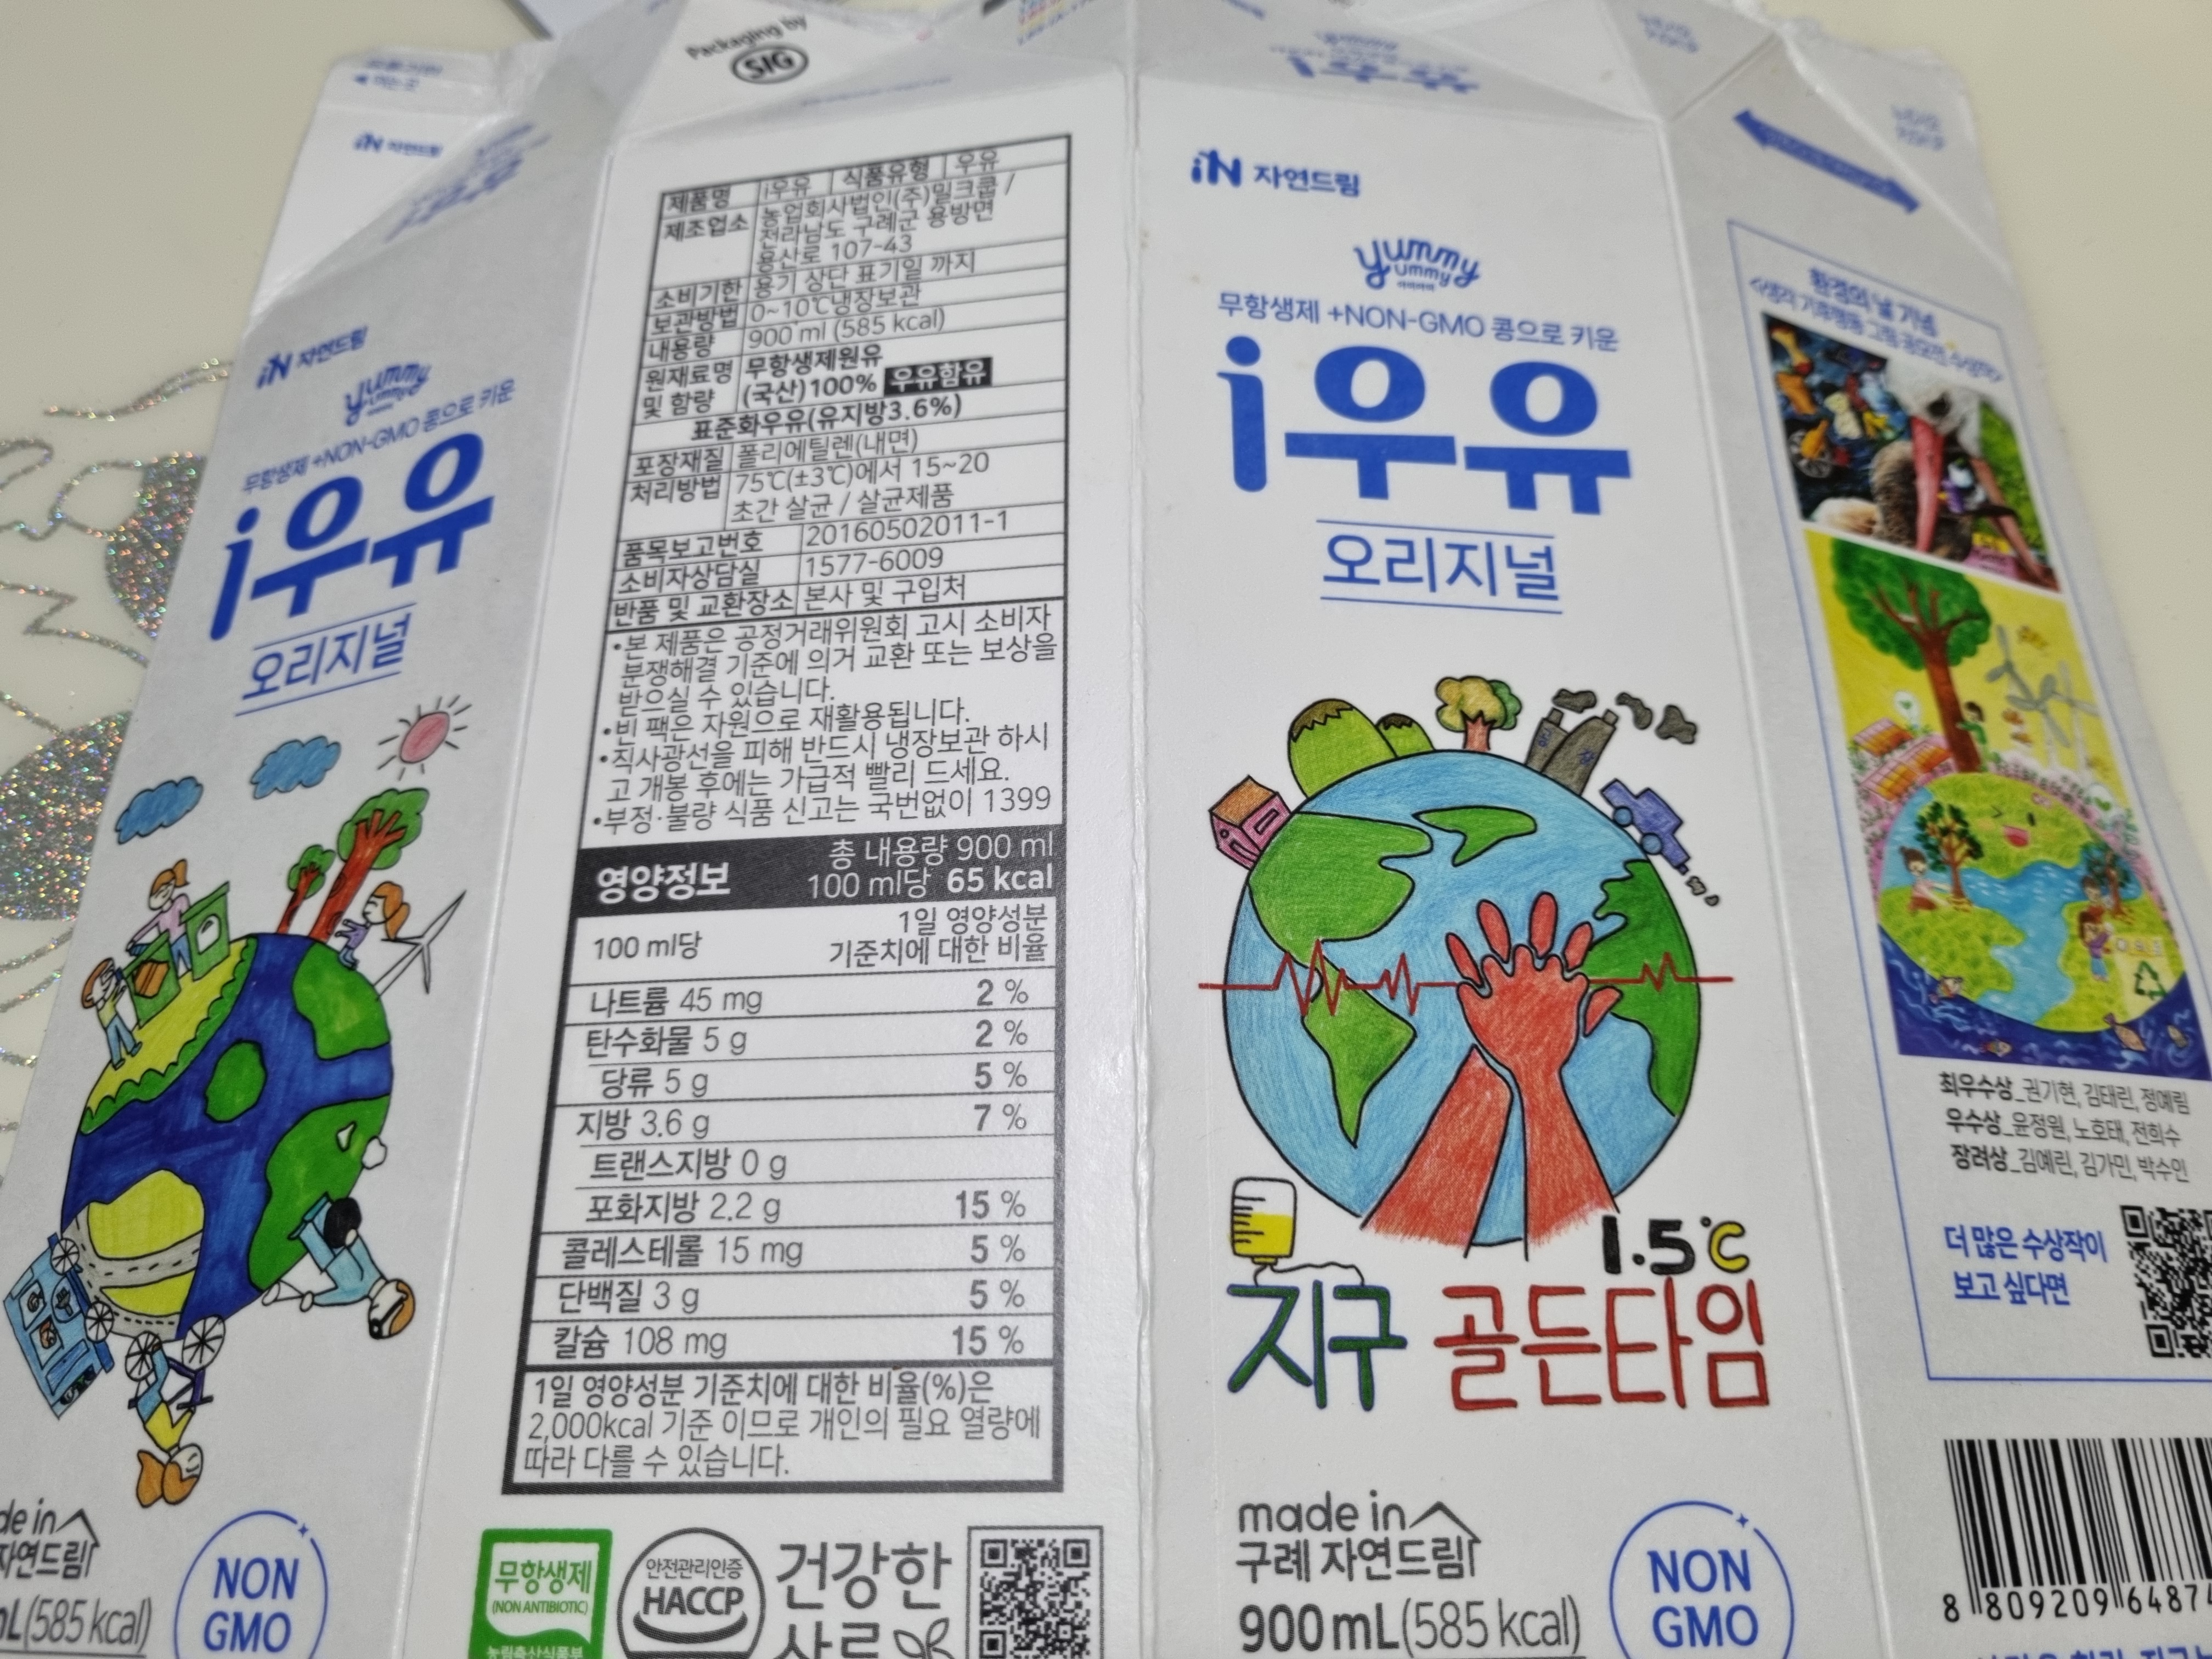 Packaging by
SIG
iN 자연드림
iN 자연드림
yummy
ummy
무항생제 +NON-GMO 콩으로 키운
i우유
오리지널
자연드림
(585 kcal)
NON
GMO
제품명 i우유 식품유형 우유
제조업소 농업회사법인(주)밀크쿱 /
전라남도 구례군 용방면
용산로 107-43
소비기한 용기 상단 표기일 까지
보관방법 0~10℃냉장보관
내용량 900 ml (585 kcal)
원재료명 무항생제원유
및 함량 (국산)100% 우유함유
표준화우유(유지방3.6%)
포장재질 폴리에틸렌(내면)
처리방법 75℃(±3℃)에서 15~20
초간 살균 / 살균제품
품목보고번호 20160502011-1
소비자상담실 1577-6009
반품 및 교환장소 본사 및 구입처
•본 제품은 공정거래위원회 고시 소비자
분쟁해결 기준에 의거 교환 또는 보상을
받으실 수 있습니다.
•빈 팩은 자원으로 재활용됩니다.
•직사광선을 피해 반드시 냉장보관 하시
고 개봉 후에는 가급적 빨리 드세요.
•부정·불량 식품 신고는 국번없이 1399
영양정보 총 내용량 900 ml
100 ml당 65 kcal
100 ml당 1일 영양성분
기준치에 대한 비율
나트륨 45 mg 2 %
탄수화물 5 g 2 %
당류 5 g 5 %
지방 3.6 g 7 %
트랜스지방 0 g
포화지방 2.2 g 15 %
콜레스테롤 15 mg 5 %
단백질 3 g 5 %
칼슘 108 mg 15 %
1일 영양성분 기준치에 대한 비율(%)은
2,000kcal 기준 이므로 개인의 필요 열량에
따라 다를 수 있습니다.
무항생제
(NON ANTIBIOTIC)
농림축산식품부
안전관리인증
HACCP
건강한
iN 자연드림
yummy
ummy
무항생제 +NON-GMO 콩으로 키운
i우유
오리지널
공장
1.5℃
지구 골든타임
made in
구례 자연드림
900 mL(585 kcal)
NON
GMO
환경의 날 기념
최우수상_권기현, 김태린, 정예림
우수상_윤정원, 노호태, 전희수
장려상_김예린, 김가민, 박수인
더 많은 수상작이
보고 싶다면
8 809209 64874